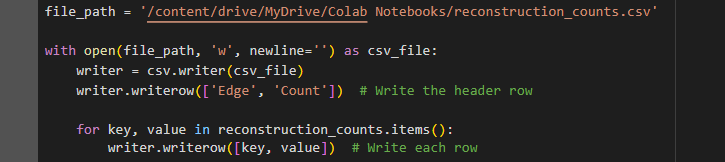 file_path = '/content/drive/MyDrive/Colab Notebooks/reconstruction_counts.csv'
with open(file_path, 'w', newline='') as csv_file:
writer = csv.writer(csv_file)
writer.writerow(['Edge', 'Count'])  # Write the header row
for key, value in reconstruction_counts.items():
writer.writerow([key, value])  # Write each row